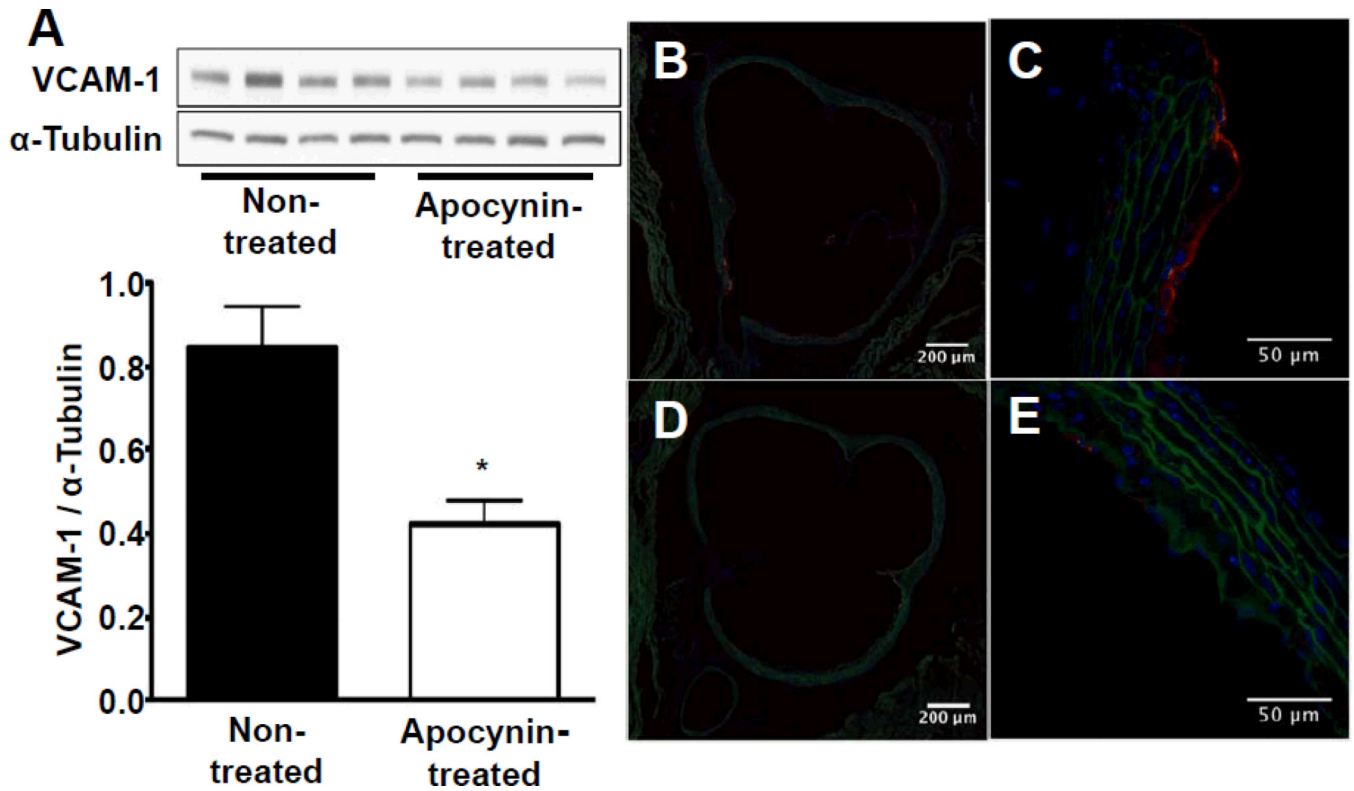 A
VCAM-1
α-Tubulin
Non-
treated
Apocynin-
treated
VCAM-1 / α-Tubulin
1.0
0.8
0.6
0.4
0.2
0.0
*
Non-
treated
Apocynin-
treated
B
200 µm
C
50 µm
D
200 µm
E
50 µm